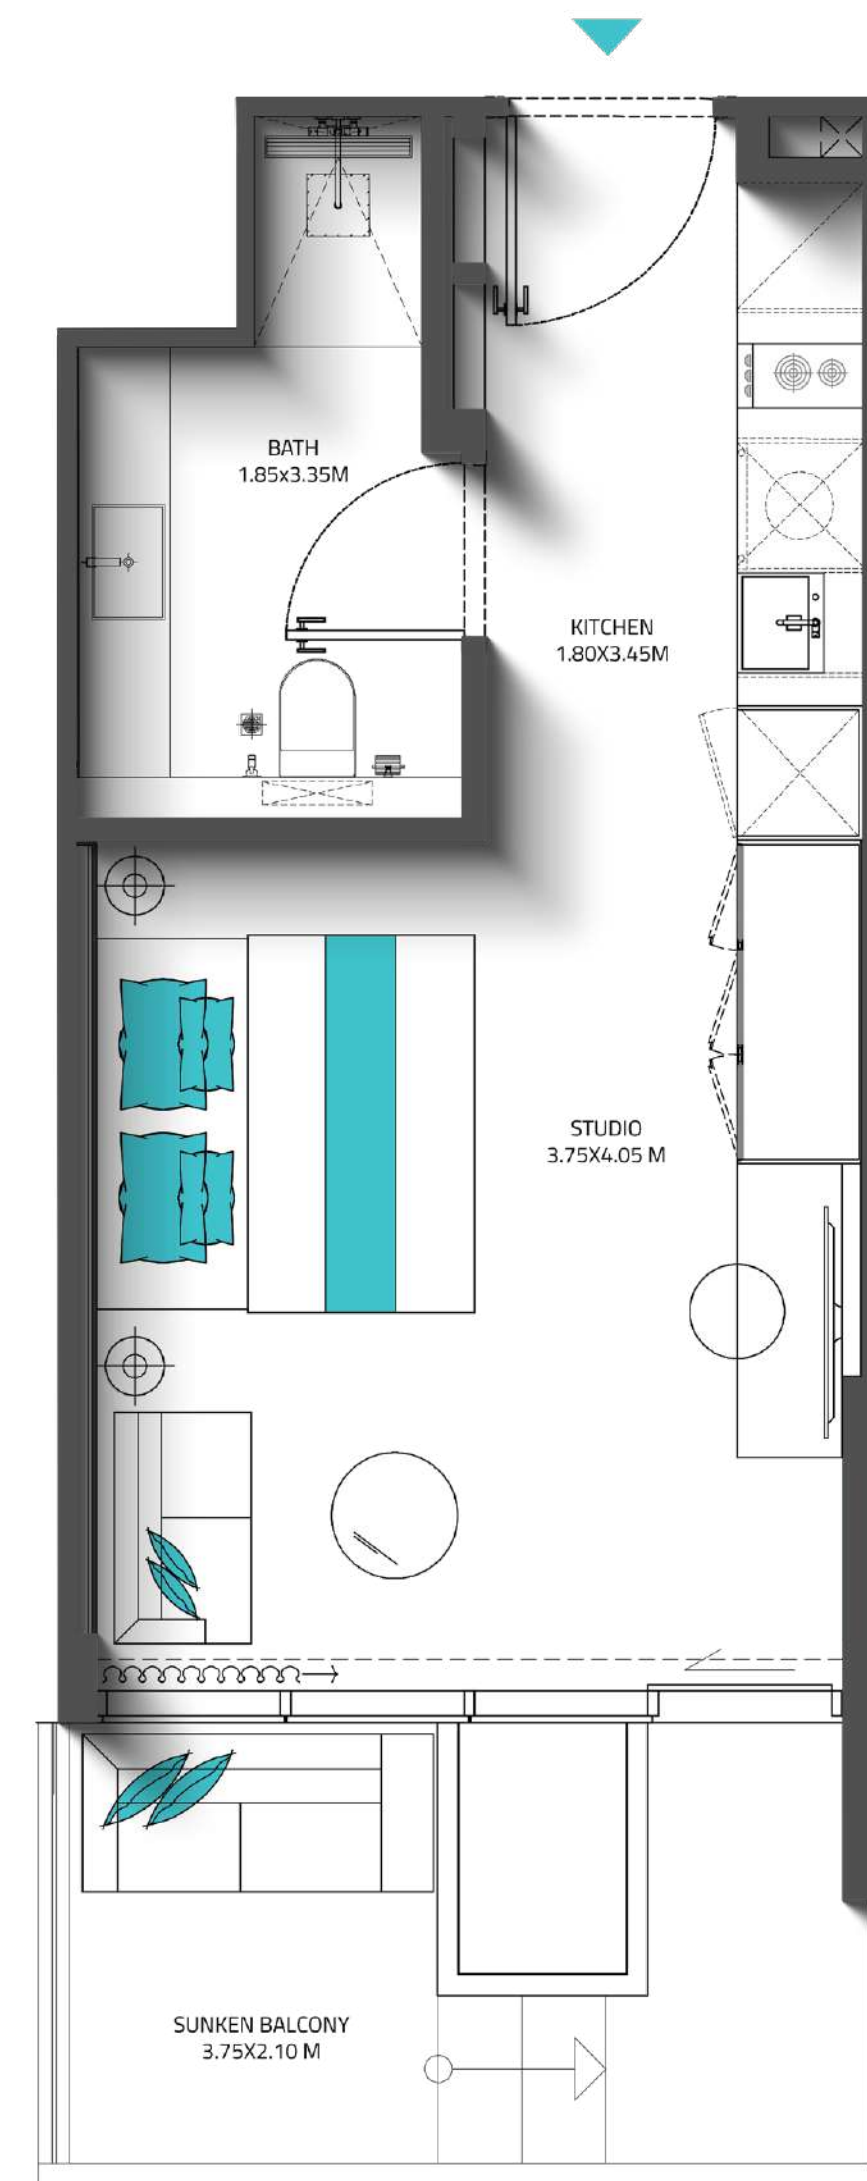 BATH
1.85x3.35M
KITCHEN
1.80X3.45M
STUDIO
3.75X4.05 M
SUNKEN BALCONY
3.75X2.10 M